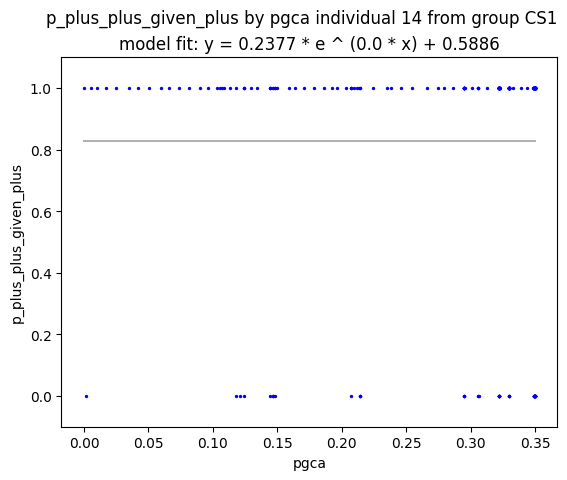 p_plus_plus_given_plus by pgca individual 14 from group CS1
model fit: y = 0.2377 * e ^ (0.0 * x) + 0.5886
1.0
0.8
0.6
0.4
0.2
0.0
p_plus_plus_given_plus
0.00 0.05 0.10 0.15 0.20 0.25 0.30 0.35
pgca